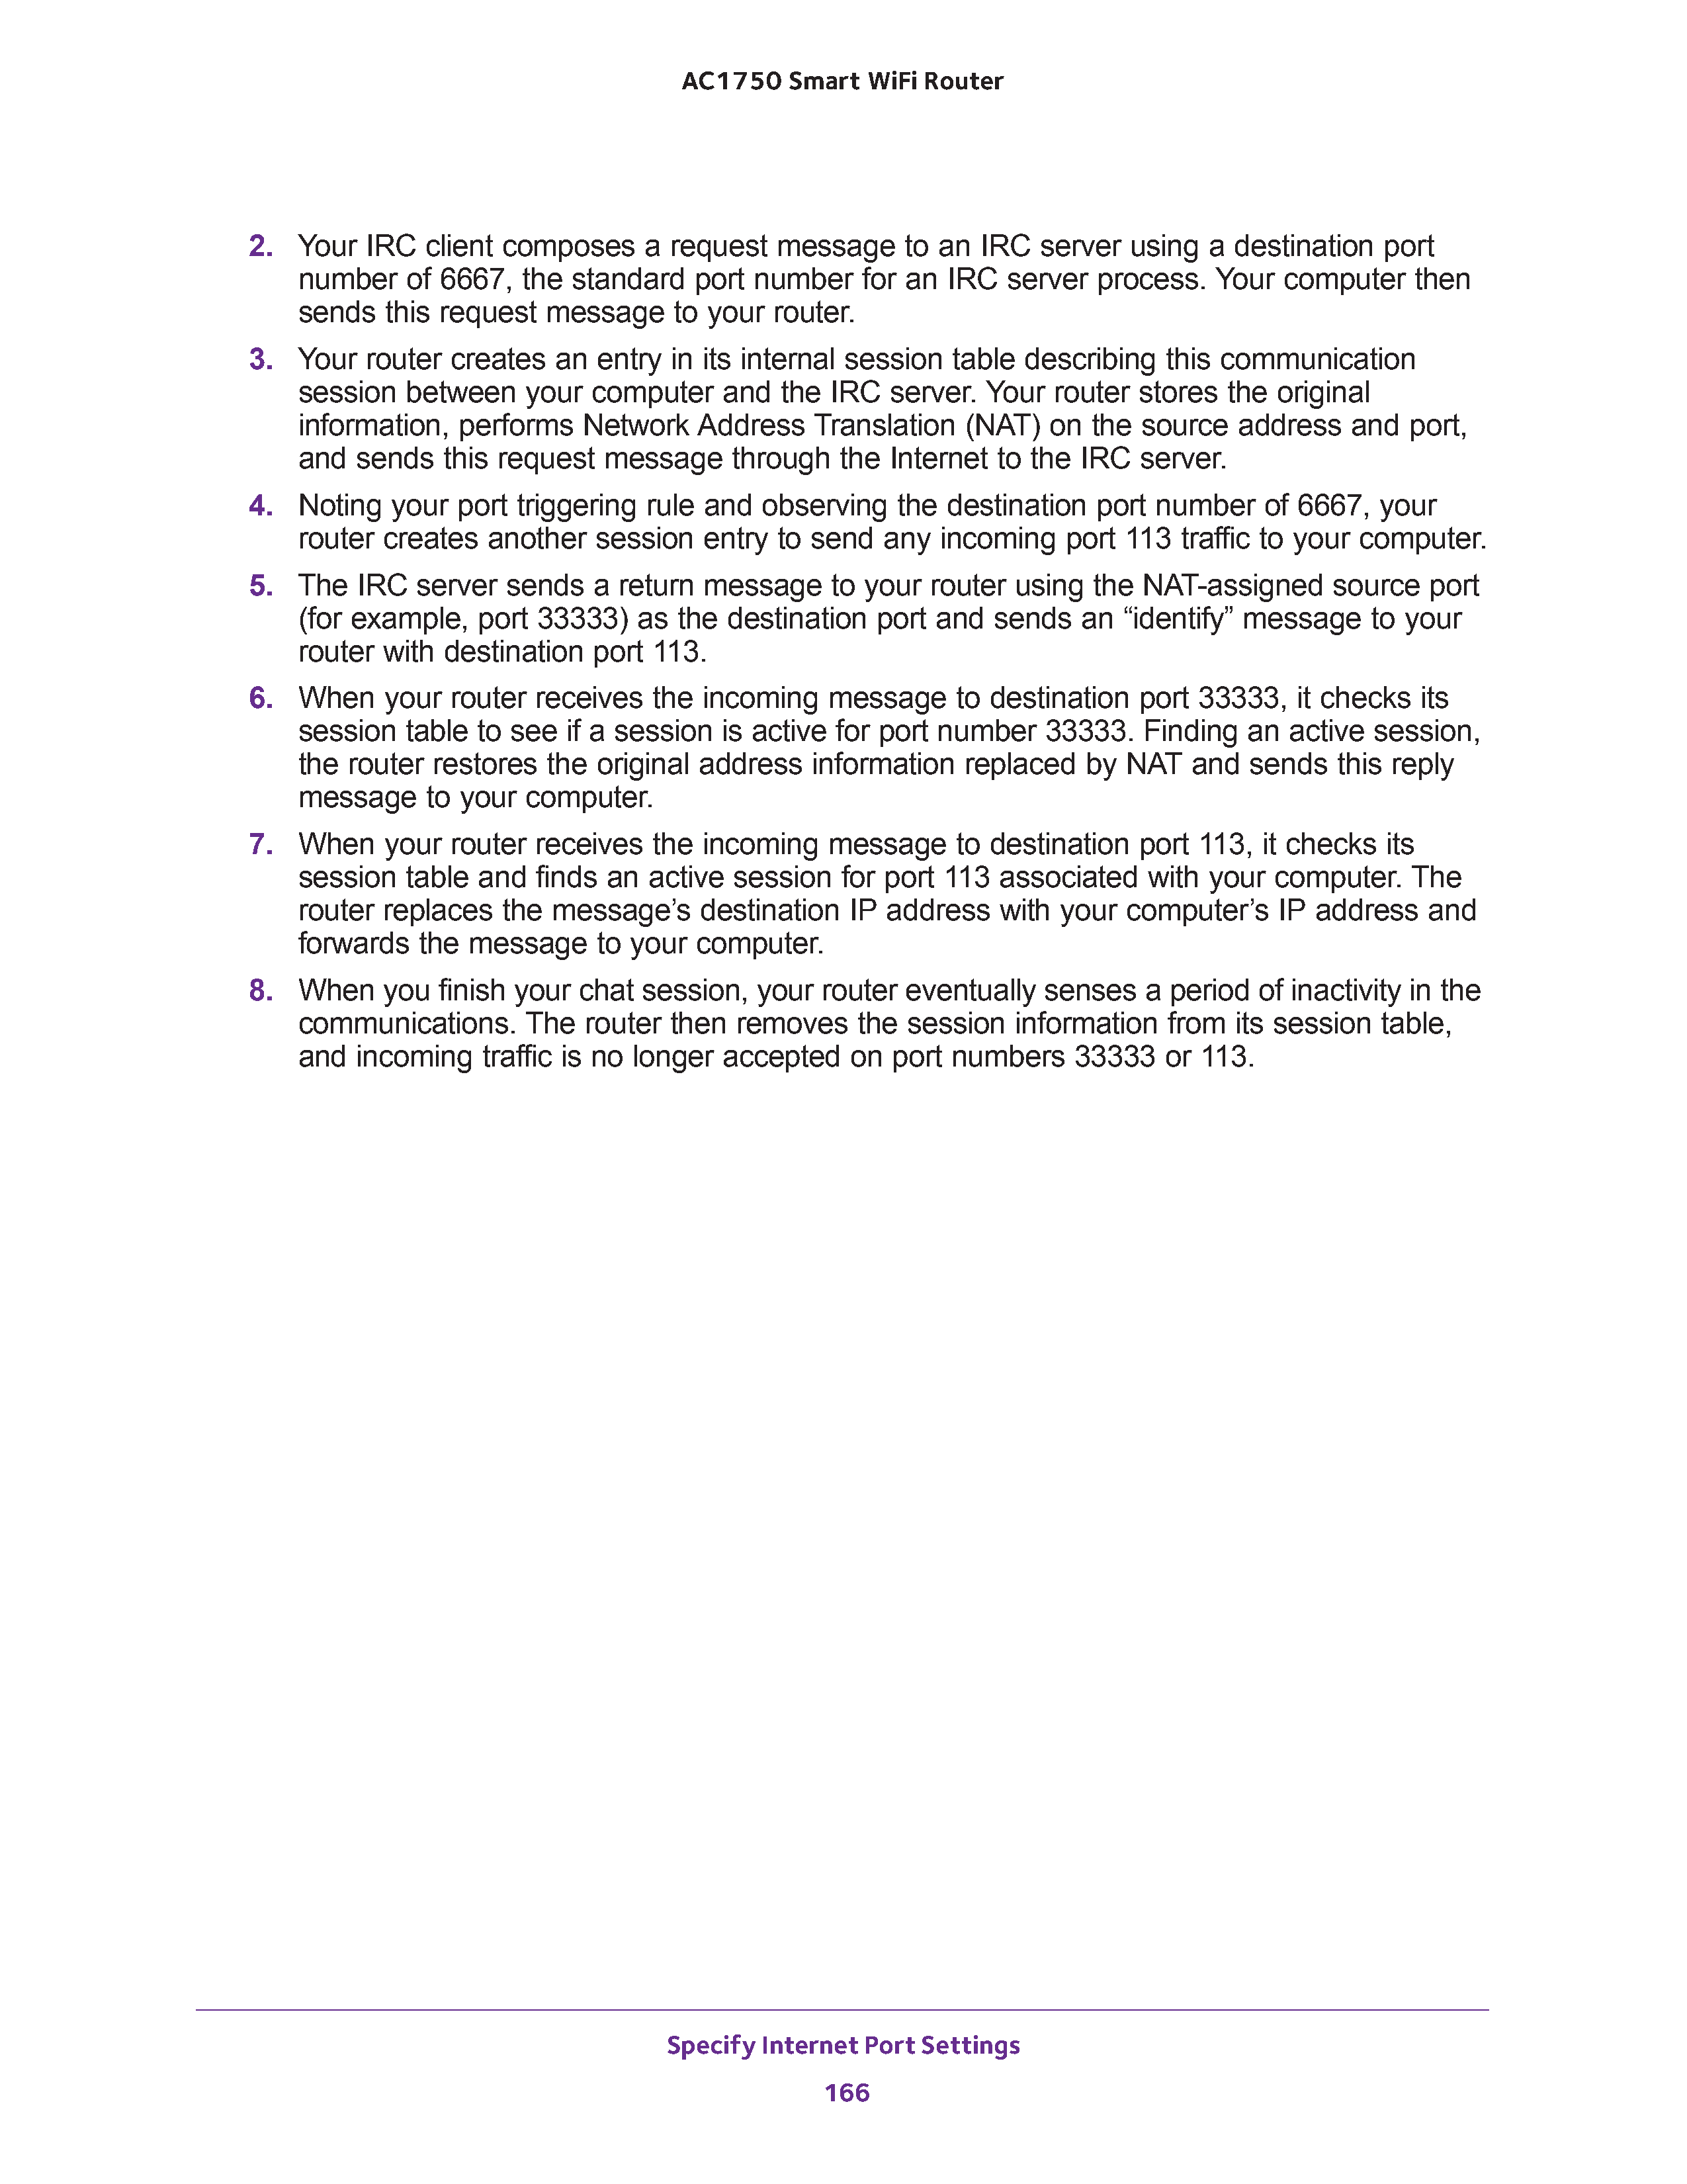 AC1750 Smart WiFi Router
2. Your IRC client composes a request message to an IRC server using a destination port
number of 6667, the standard port number for an IRC server process. Your computer then
sends this request message to your router.
3. Your router creates an entry in its internal session table describing this communication
session between your computer and the IRC server. Your router stores the original
information, performs Network Address Translation (NAT) on the source address and port,
and sends this request message through the Internet to the IRC server.
4. Noting your port triggering rule and observing the destination port number of 6667, your
router creates another session entry to send any incoming port 113 traffic to your computer.
5. The IRC server sends a return message to your router using the NAT-assigned source port
(for example, port 33333) as the destination port and sends an “identify” message to your
router with destination port 113.
6. When your router receives the incoming message to destination port 33333, it checks its
session table to see if a session is active for port number 33333. Finding an active session,
the router restores the original address information replaced by NAT and sends this reply
message to your computer.
7. When your router receives the incoming message to destination port 113, it checks its
session table and finds an active session for port 113 associated with your computer. The
router replaces the message’s destination IP address with your computer’s IP address and
forwards the message to your computer.
8. When you finish your chat session, your router eventually senses a period of inactivity in the
communications. The router then removes the session information from its session table,
and incoming traffic is no longer accepted on port numbers 33333 or 113.
Specify Internet Port Settings
166